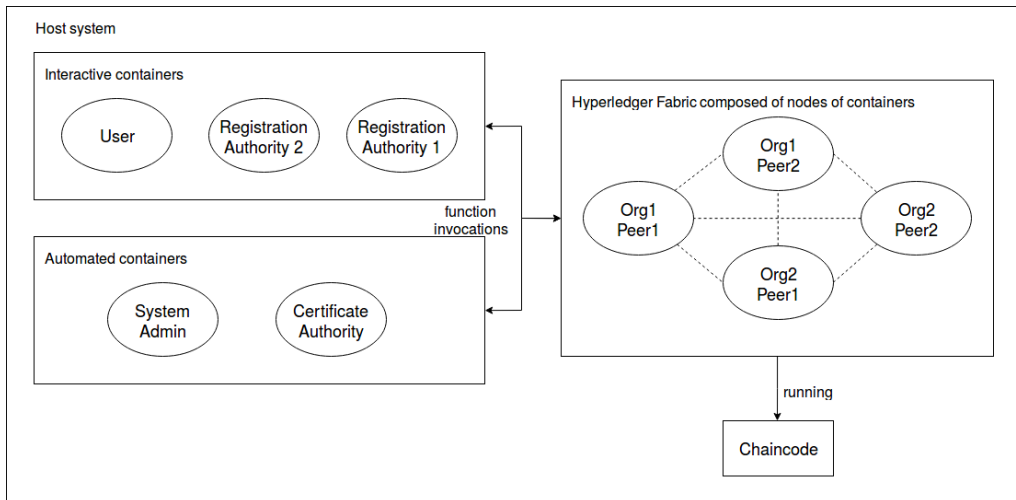 Host system
Interactive containers
User
Registration
Authority 2
Registration
Authority 1
function
invocations
Automated containers
System
Admin
Certificate
Authority
Hyperledger Fabric composed of nodes of containers
Org1
Peer2
Org1
Peer1
Org2
Peer2
Org2
Peer1
running
Chaincode